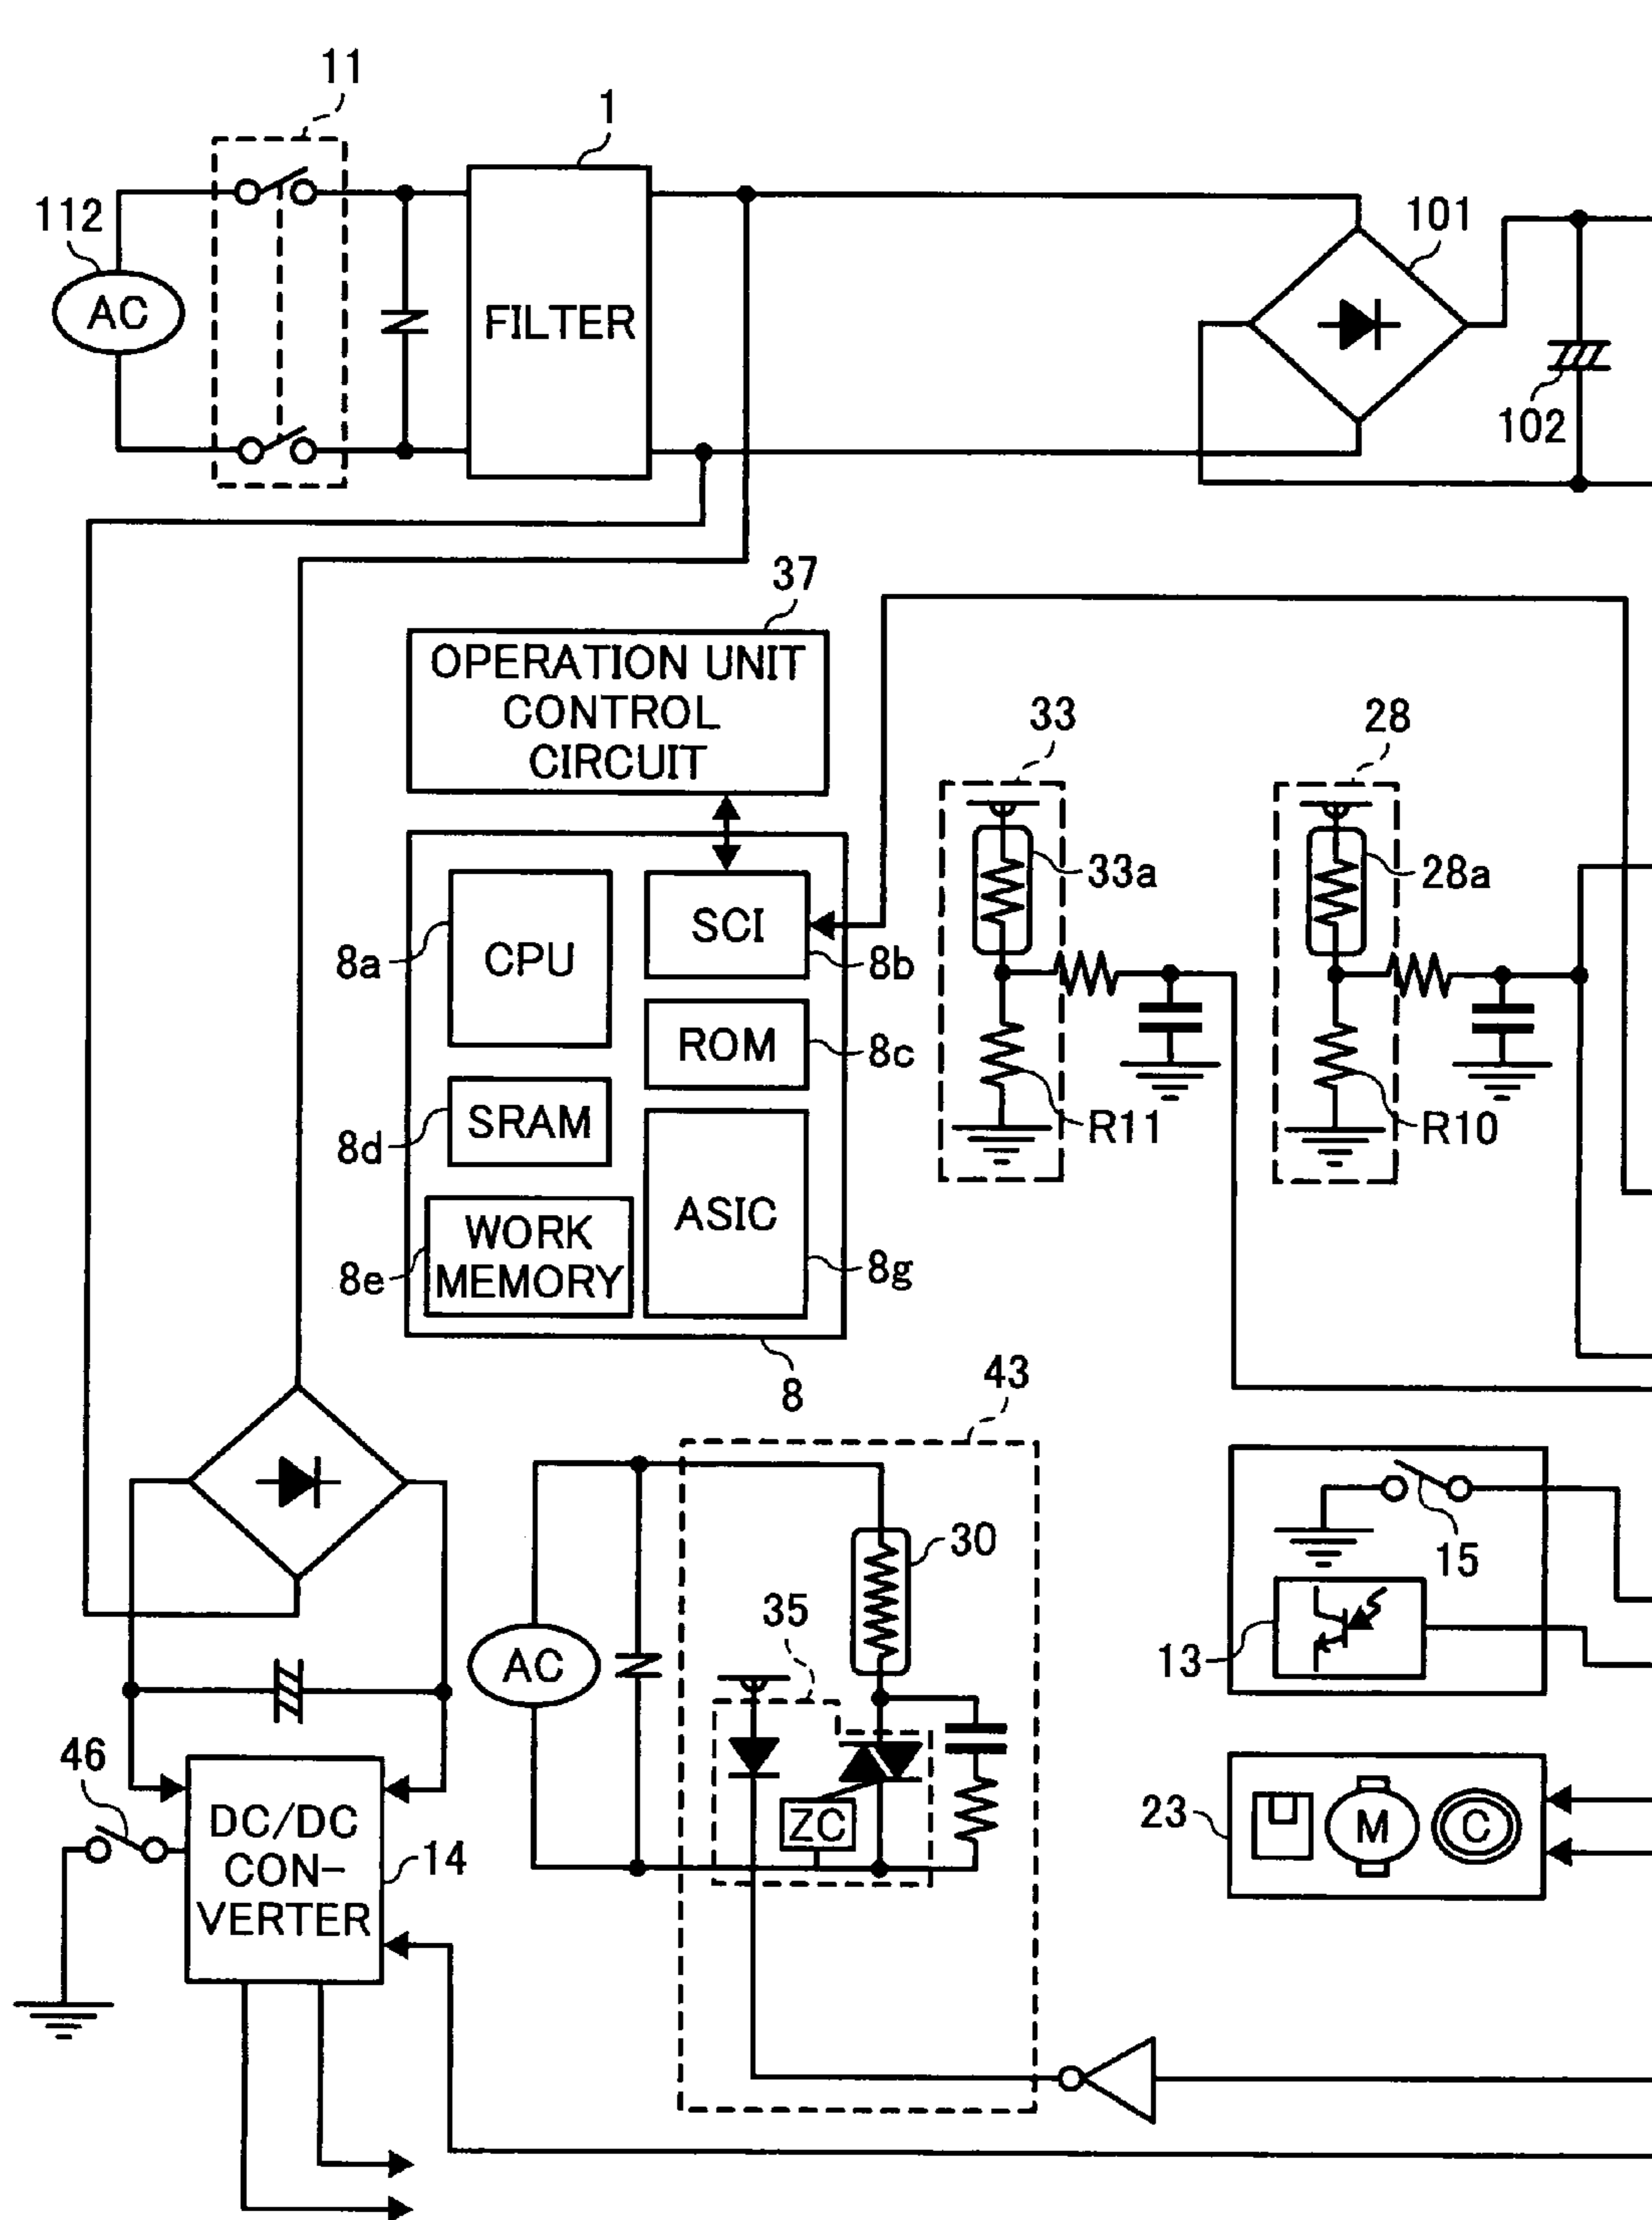 11
1
112
AC
FILTER
101
102
37
OPERATION UNIT
CONTROL
CIRCUIT
33
28
33a
28a
CPU
SCI
8a
8b
ROM
8c
SRAM
8d
R11
R10
ASIC
WORK
MEMORY
8e
8g
8
43
30
15
35
AC
13
46
ZC
23
M
C
DC/DC
CON-
VERTER
14